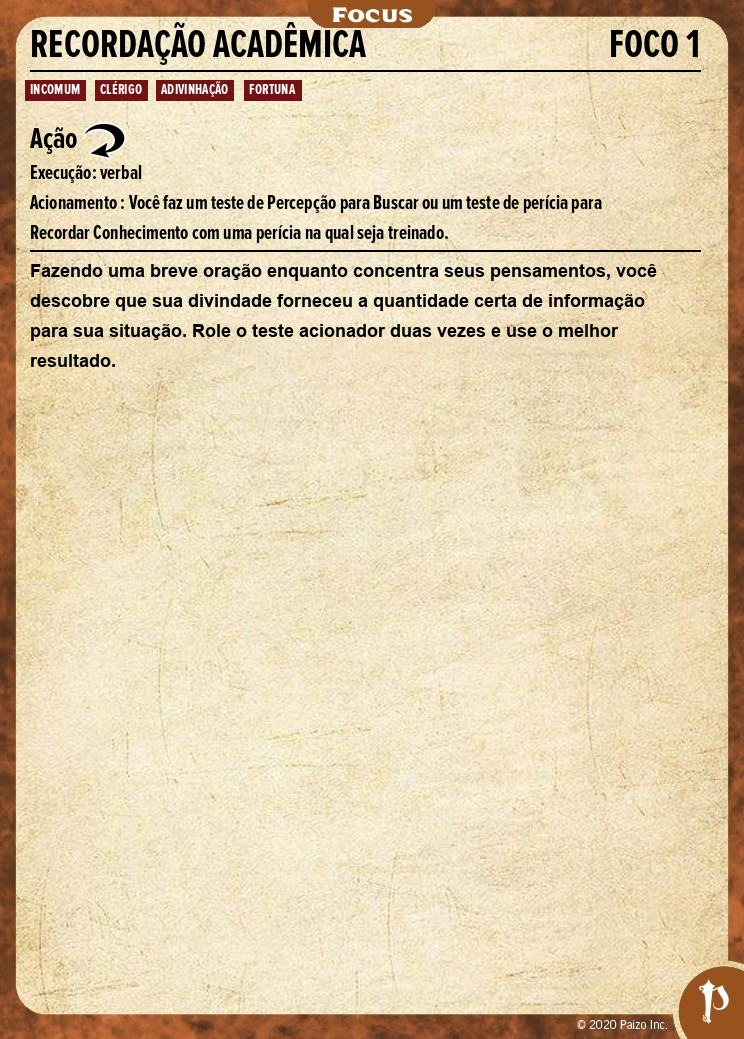 Focus
RECORDAÇÃO ACADÊMICA FOCO 1
INCOMUM CLÉRIGO ADIVINHAÇÃO FORTUNA
Ação
Execução: verbal
Acionamento : Você faz um teste de Percepção para Buscar ou um teste de perícia para
Recordar Conhecimento com uma perícia na qual seja treinado.
Fazendo uma breve oração enquanto concentra seus pensamentos, você
descobre que sua divindade forneceu a quantidade certa de informação
para sua situação. Role o teste acionador duas vezes e use o melhor
resultado.
© 2020 Paizo Inc.